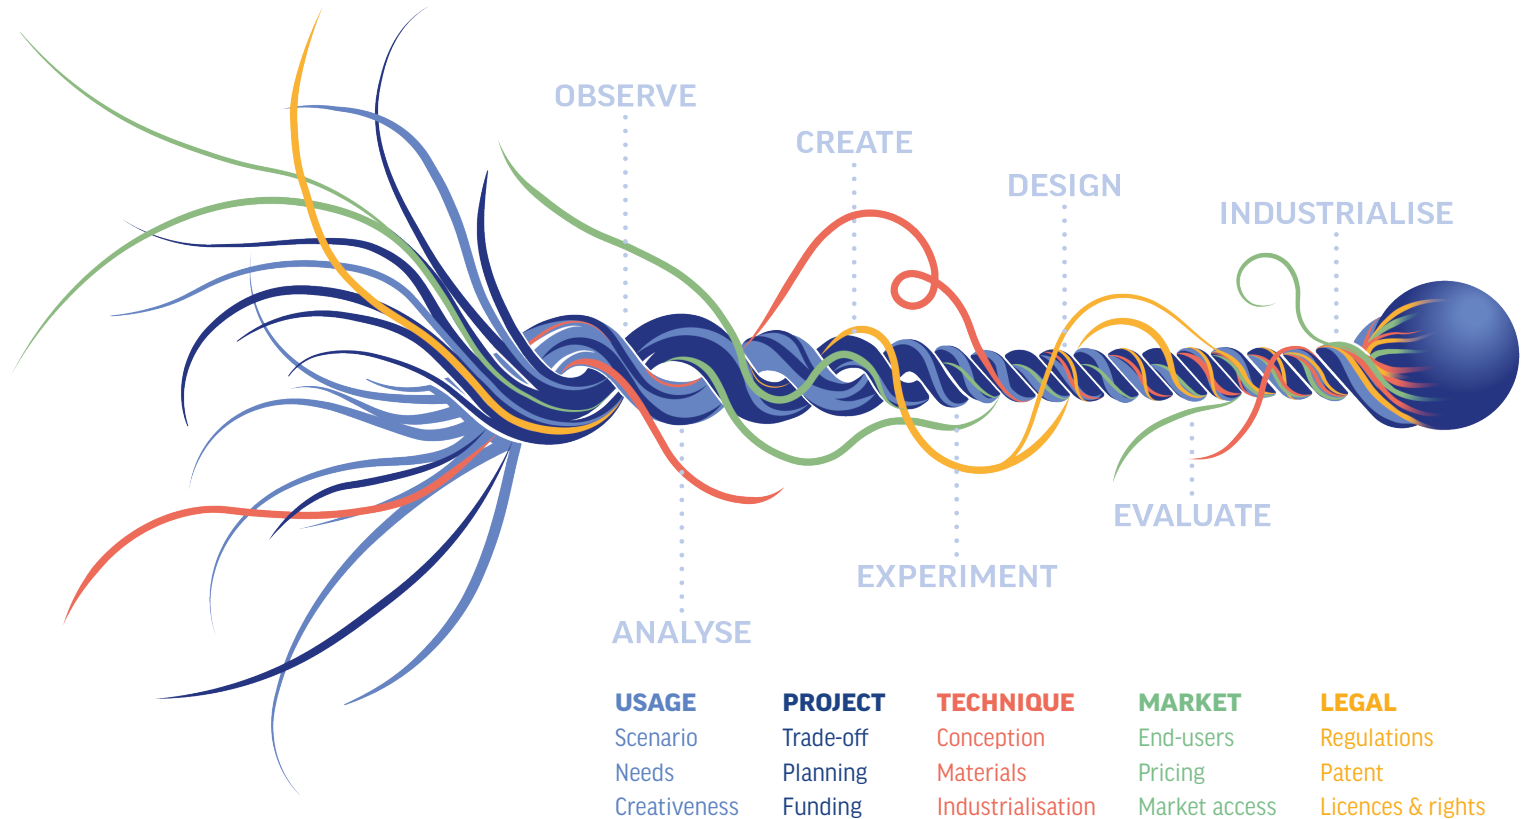 OBSERVE
CREATE
DESIGN
INDUSTRIALISE
EVALUATE
EXPERIMENT
ANALYSE
USAGE
Scenario
Needs
Creativeness
PROJECT
Trade-off
Planning
Funding
TECHNIQUE
Conception
Materials
Industrialisation
MARKET
End-users
Pricing
Market access
LEGAL
Regulations
Patent
Licences & rights